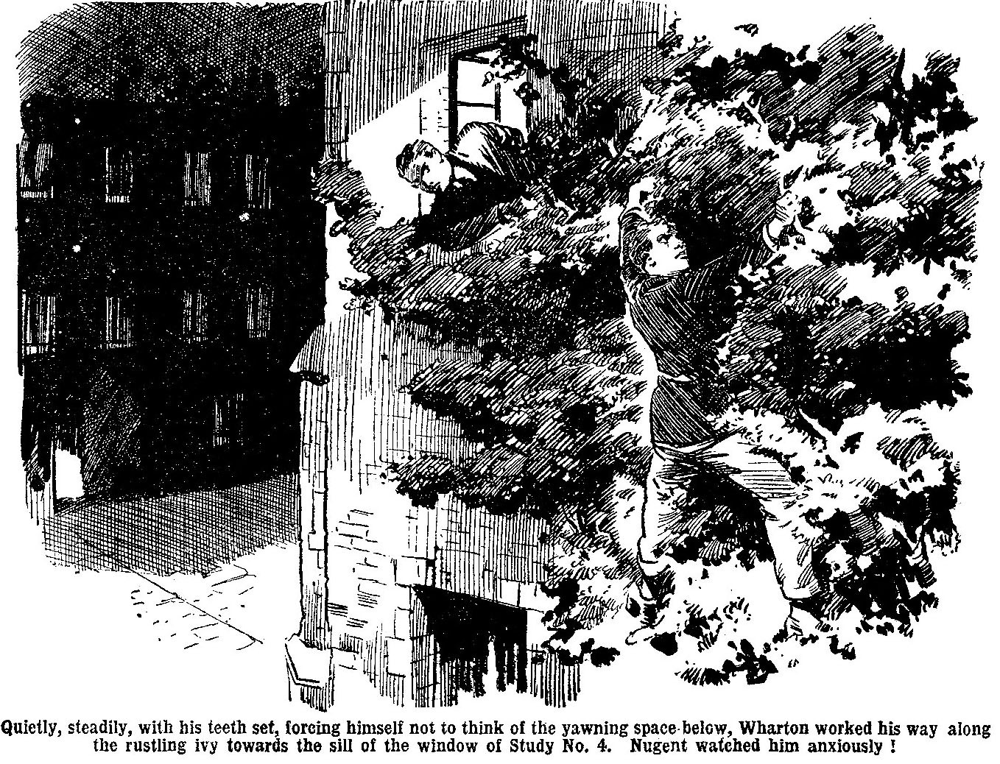 Quietly, steadily, with his teeth set, forcing himself not to think of the yawning space below, Wharton worked his way along
the rustling ivy towards the sill of the window of Study No. 4. Nugent watched him anxiously !